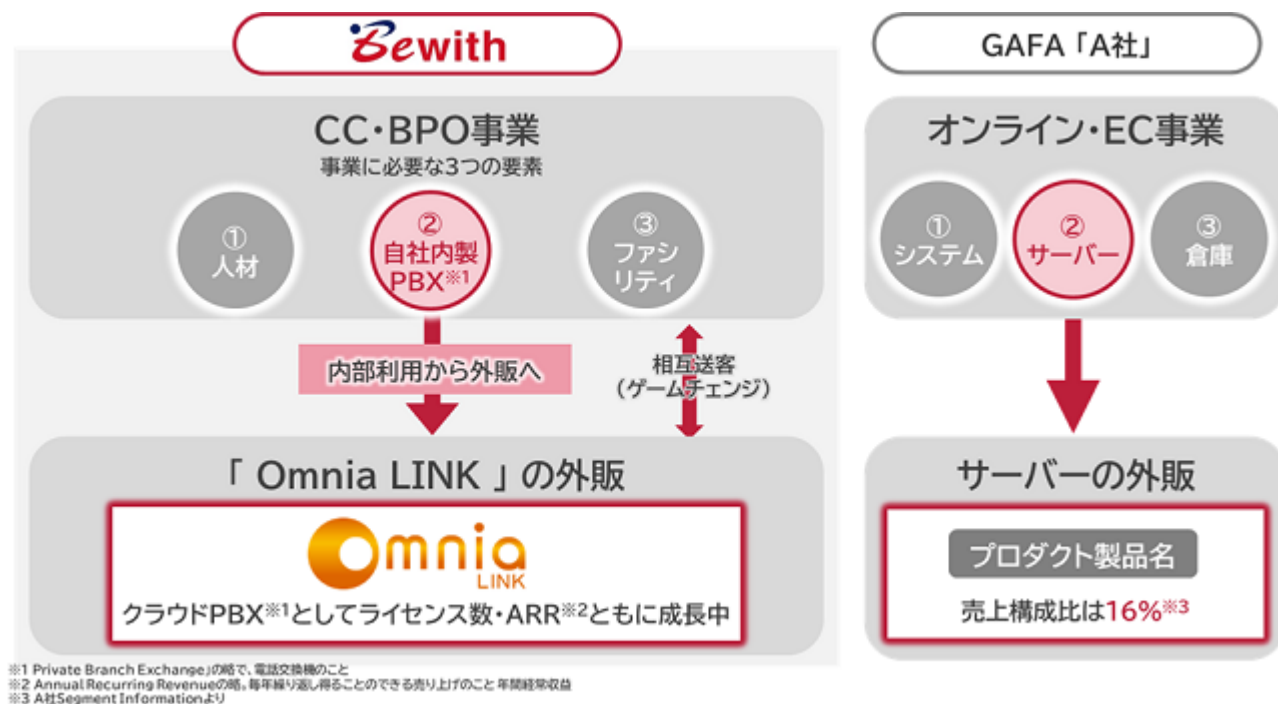 Bewith
CC・BPO事業
事業に必要な3つの要素
①
人材
②
自社内製
PBX※1
③
ファシ
リティ
内部利用から外販へ
相互送客
(ゲームチェンジ)
「 Omnia LINK 」の外販
Omnia
LINK
クラウドPBX※1としてライセンス数・ARR※2ともに成長中
GAFA「A社」
オンライン・EC事業
①
システム
②
サーバー
③
倉庫
サーバーの外販
プロダクト製品名
売上構成比は16%※3
※1 Private Branch Exchange」の略で、電話交換機のこと
※2 Annual Recurring Revenueの略。毎年繰り返し得ることのできる売り上げのこと 年間経常収益
※3 A社Segment Informationより